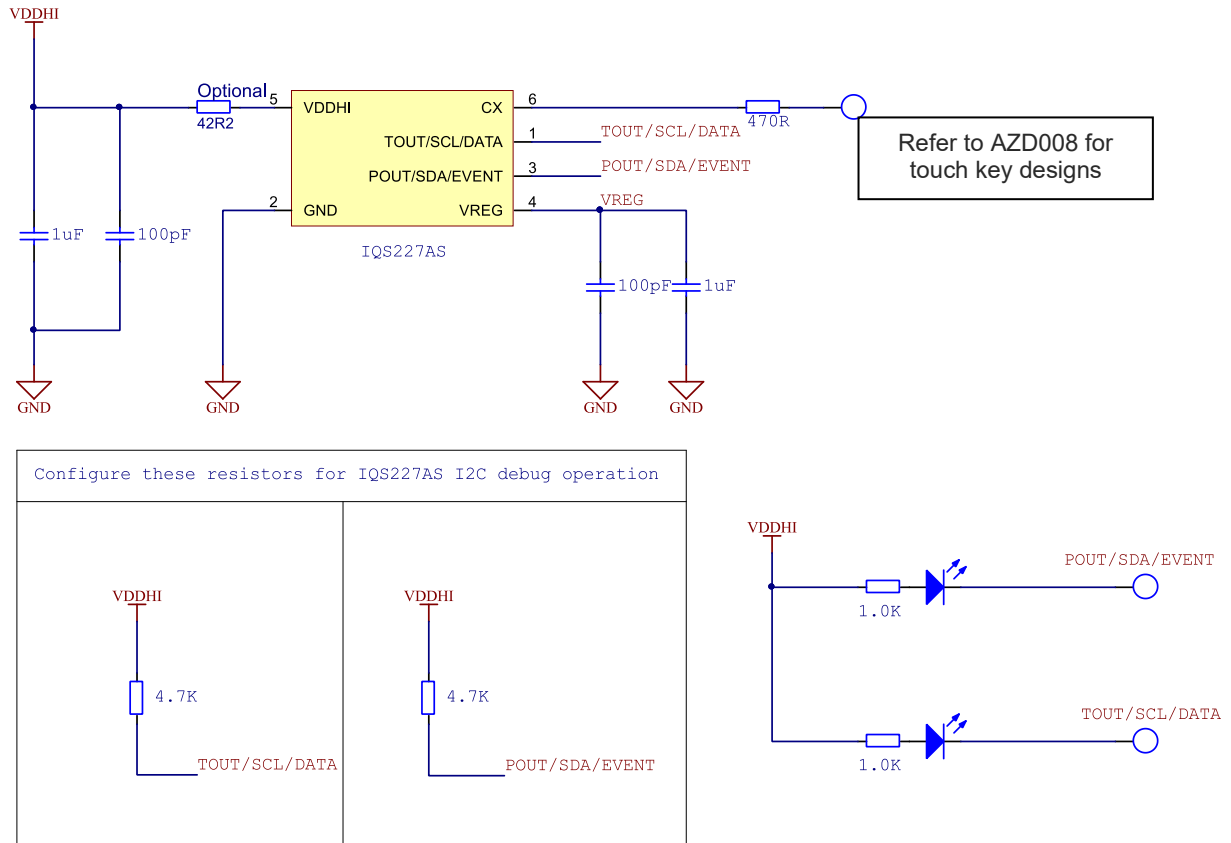 VDDHI
Optional
42R2
5
VDDHI
CX
6
470R
TOUT/SCL/DATA
1
TOUT/SCL/DATA
POUT/SDA/EVENT
3
POUT/SDA/EVENT
2
GND
VREG
4
VREG
IQS227AS
Refer to AZD008 for
touch key designs
1uF
100pF
100pF
1uF
GND
GND
GND
GND
Configure these resistors for IQS227AS I2C debug operation
VDDHI
4.7K
TOUT/SCL/DATA
VDDHI
4.7K
POUT/SDA/EVENT
VDDHI
1.0K
POUT/SDA/EVENT
1.0K
TOUT/SCL/DATA